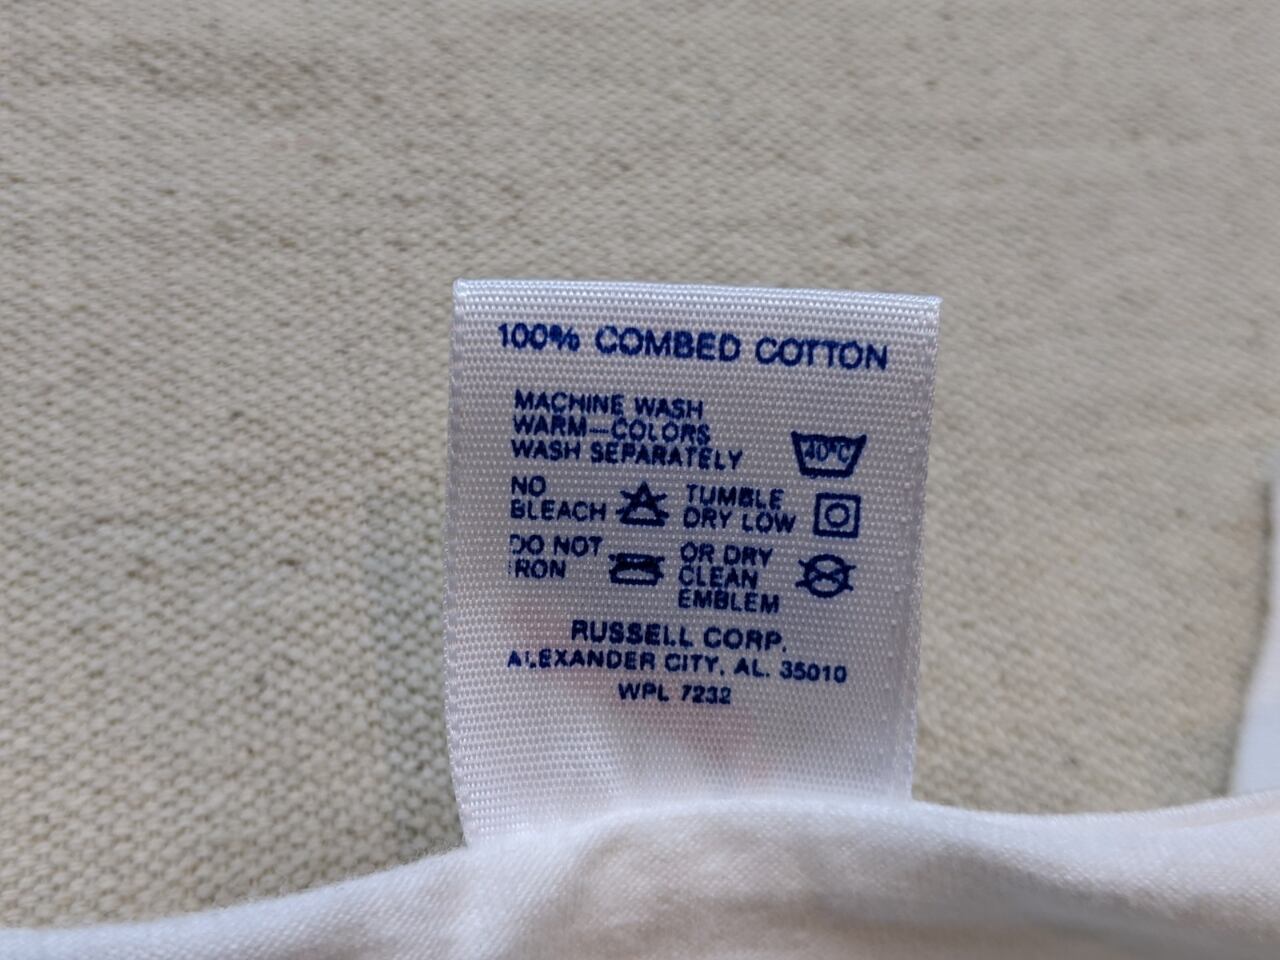 100% COMBED COTTON
MACHINE WASH
WARM—COLORS
WASH SEPARATELY
40°C
NO
BLEACH
TUMBLE
DRY LOW
DO NOT
IRON
OR DRY
CLEAN
EMBLEM
RUSSELL CORP.
ALEXANDER CITY, AL. 35010
WPL 7232